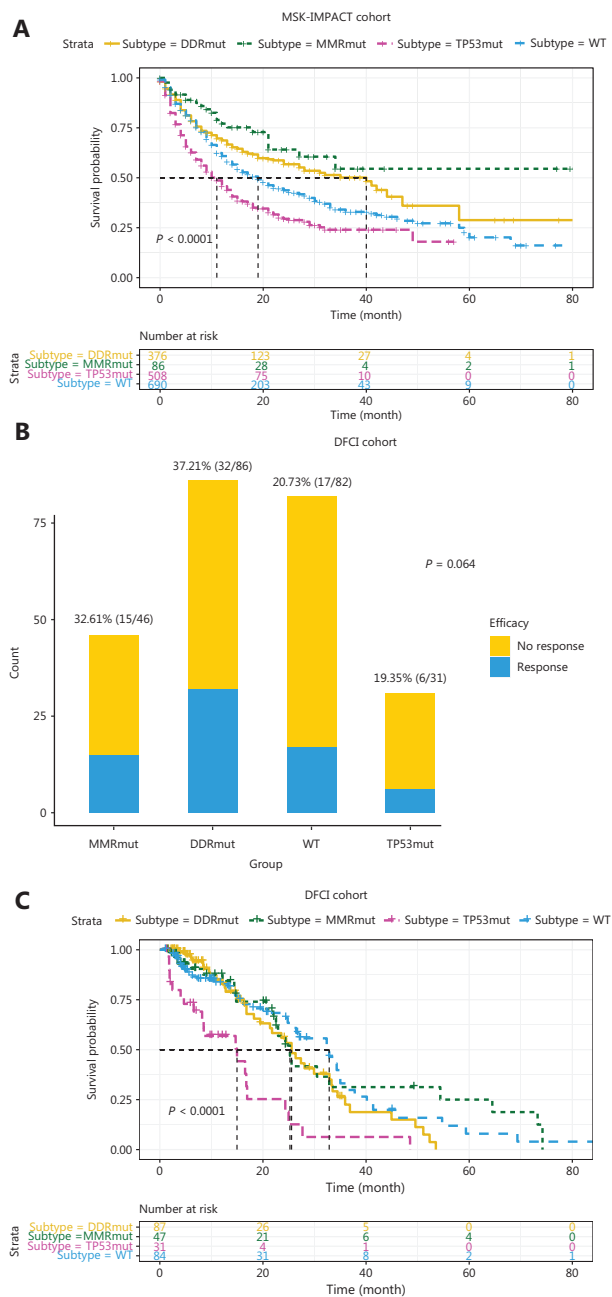 A
MSK-IMPACT cohort
Strata Subtype = DDRmut Subtype = MMRmut Subtype = TP53mut Subtype = WT
Survival probability
1.00
0.75
0.50
0.25
0.00
P < 0.0001
0 20 40 60 80
Time (month)
Number at risk
Strata
Subtype = DDRmut 376 123 27 4 1
Subtype = MMRmut 86 28 4 2 1
Subtype = TP53mut 508 75 10 0 0
Subtype = WT 690 203 43 9 0
0 20 40 60 80
Time (month)
B
DFCI cohort
37.21% (32/86)
20.73% (17/82)
32.61% (15/46)
19.35% (6/31)
P = 0.064
Count
75
50
25
0
Efficacy
No response
Response
MMRmut DDRmut WT TP53mut
Group
C
DFCI cohort
Strata Subtype = DDRmut Subtype = MMRmut Subtype = TP53mut Subtype = WT
Survival probability
1.00
0.75
0.50
0.25
0.00
P < 0.0001
0 20 40 60 80
Time (month)
Number at risk
Strata
Subtype = DDRmut 87 26 5 0 0
Subtype =MMRmut 47 21 6 4 0
Subtype = TP53mut 31 4 1 0 0
Subtype = WT 84 31 8 2 1
0 20 40 60 80
Time (month)